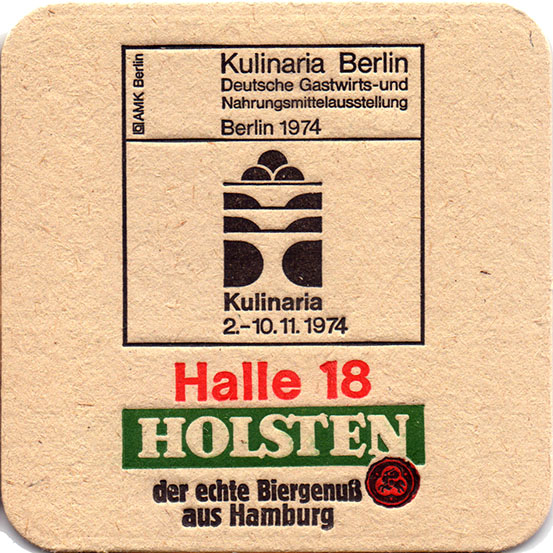 AMK Berlin
Kulinaria Berlin
Deutsche Gastwirts-und
Nahrungsmittelausstellung
Berlin 1974
Kulinaria
2.–10.11.1974
Halle 18
HOLSTEN
der echte Biergenuß
aus Hamburg